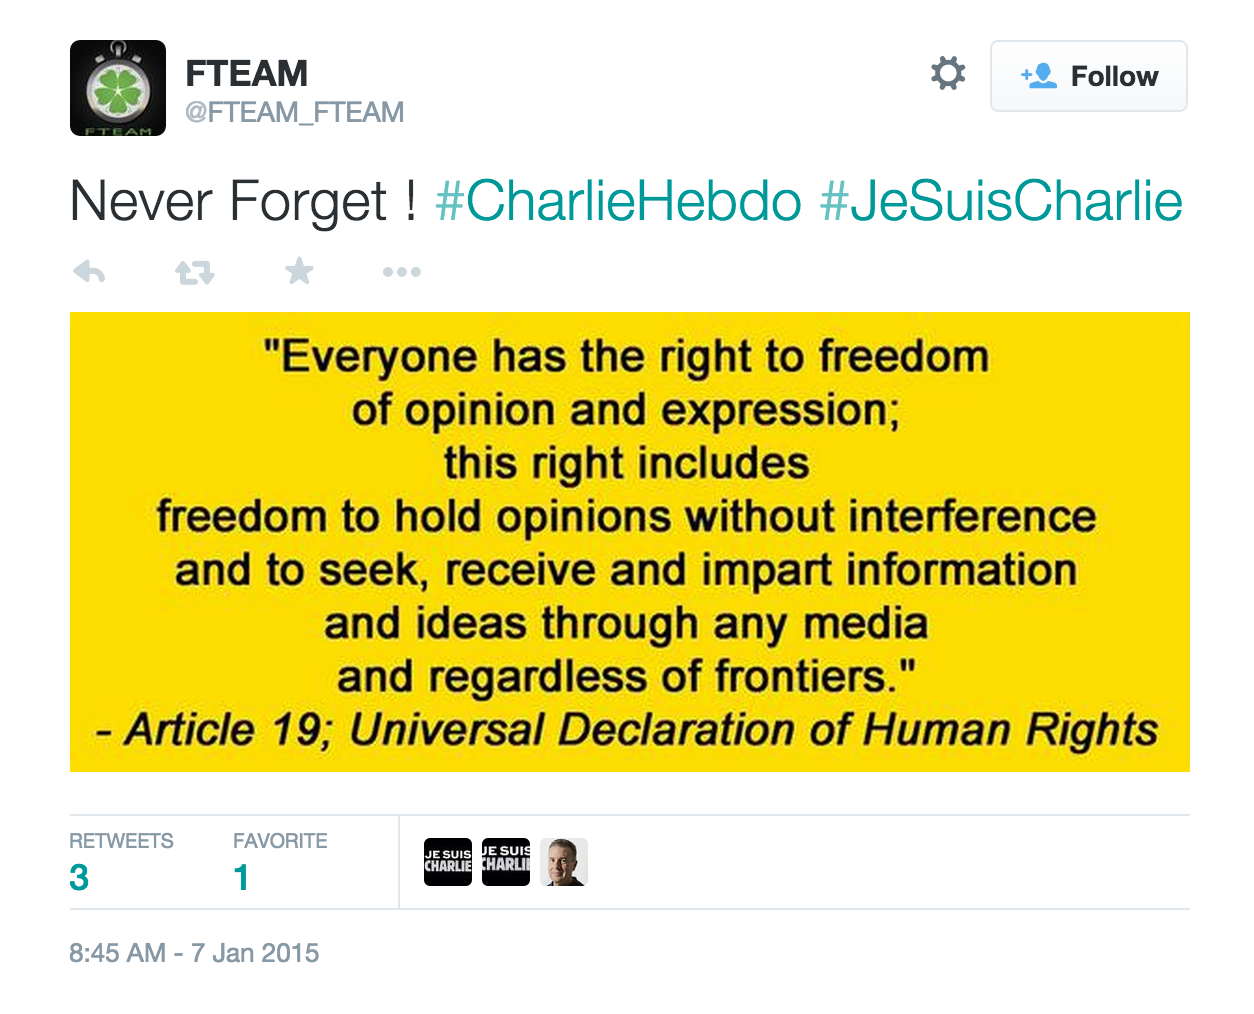 FTEAM
FTEAM
@FTEAM_FTEAM
Follow
Never Forget ! #CharlieHebdo #JeSuisCharlie
"Everyone has the right to freedom
of opinion and expression;
this right includes
freedom to hold opinions without interference
and to seek, receive and impart information
and ideas through any media
and regardless of frontiers."
- Article 19; Universal Declaration of Human Rights
RETWEETS
3
FAVORITE
1
JE SUIS
CHARLIE
JE SUIS
CHARLIE
8:45 AM - 7 Jan 2015